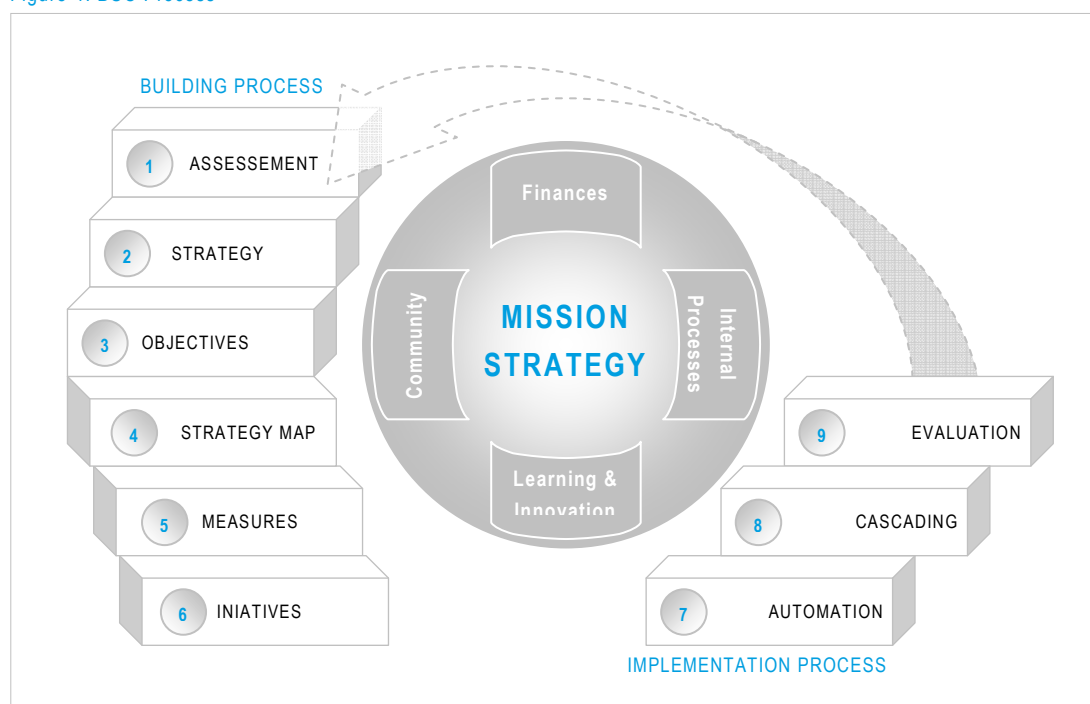 BUILDING PROCESS
1 ASSESSEMENT
2 STRATEGY
3 OBJECTIVES
4 STRATEGY MAP
5 MEASURES
6 INIATIVES
Finances
Community
MISSION
STRATEGY
Internal
Processes
Learning &
Innovation
9 EVALUATION
8 CASCADING
7 AUTOMATION
IMPLEMENTATION PROCESS